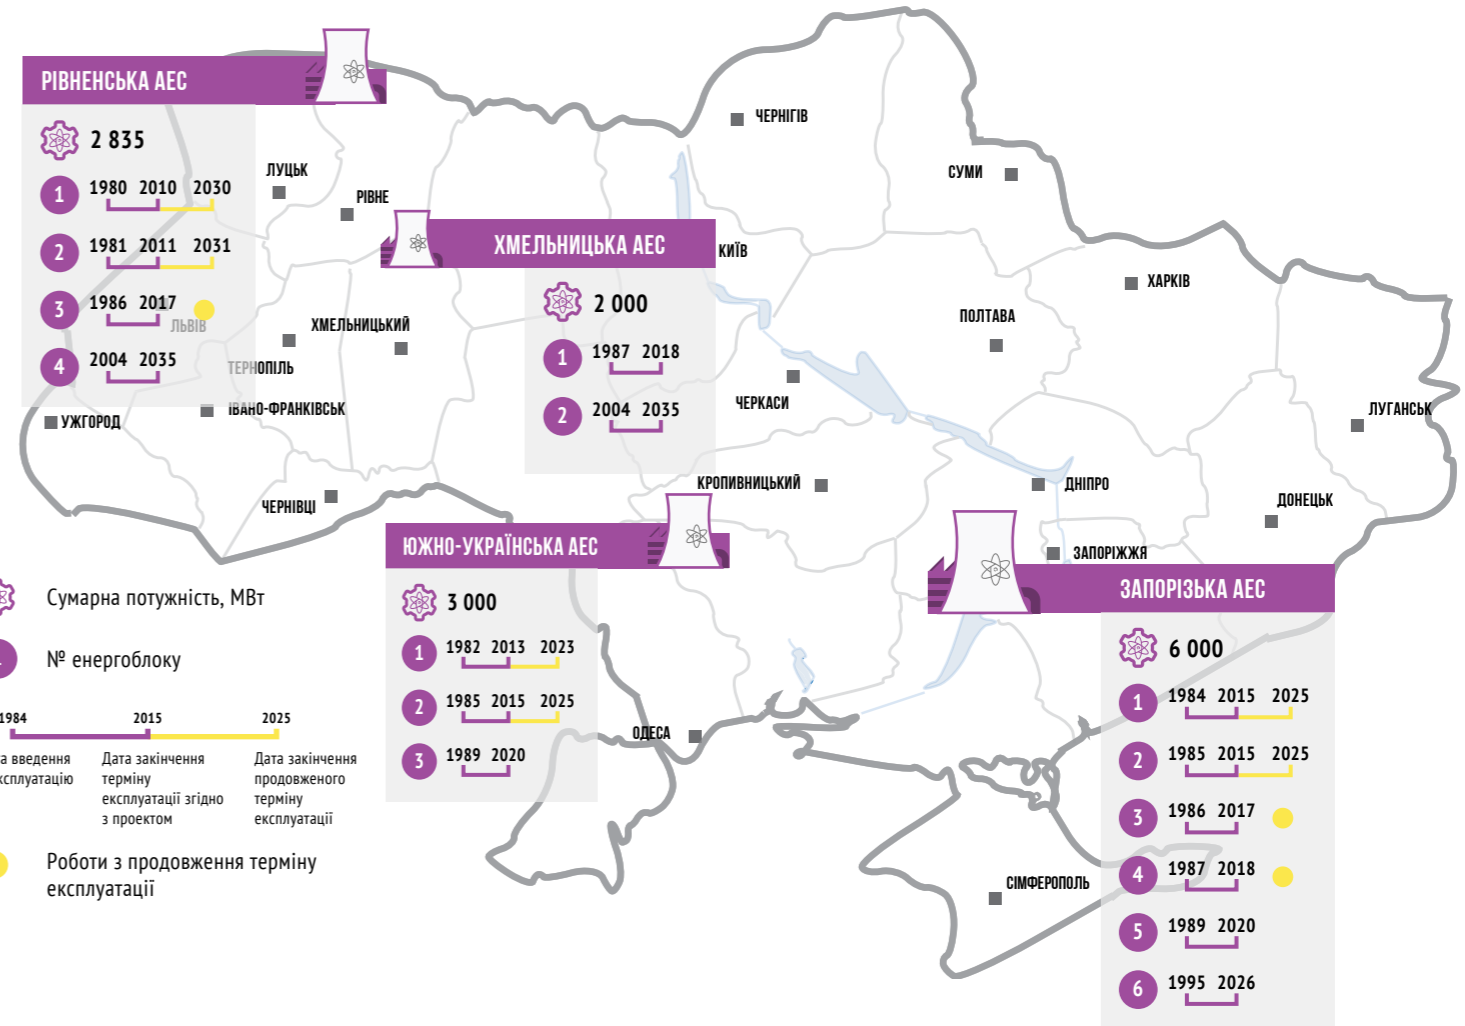 РІВНЕНСЬКА АЕС
2 835
1 1980 2010 2030
2 1981 2011 2031
3 1986 2017
4 2004 2035
ХМЕЛЬНИЦЬКА АЕС
2 000
1 1987 2018
2 2004 2035
ЮЖНО-УКРАЇНСЬКА АЕС
3 000
1 1982 2013 2023
2 1985 2015 2025
3 1989 2020
ЗАПОРІЗЬКА АЕС
6 000
1 1984 2015 2025
2 1985 2015 2025
3 1986 2017
4 1987 2018
5 1989 2020
6 1995 2026
ЧЕРНІГІВ
СУМИ
ЛУЦЬК
РІВНЕ
КИЇВ
ХАРКІВ
ЛЬВІВ
ХМЕЛЬНИЦЬКИЙ
ПОЛТАВА
ТЕРНОПІЛЬ
ЧЕРКАСИ
ІВАНО-ФРАНКІВСЬК
УЖГОРОД
ЛУГАНСЬК
КРОПИВНИЦЬКИЙ
ДНІПРО
ДОНЕЦЬК
ЧЕРНІВЦІ
ЗАПОРІЖЖЯ
ОДЕСА
СІМФЕРОПОЛЬ
Сумарна потужність, МВт
№ енергоблоку
1984 2015 2025
введення
Дата закінчення
терміну
експлуатації згідно
з проектом
Дата закінчення
продовженого
терміну
експлуатації
Роботи з продовження терміну
експлуатації